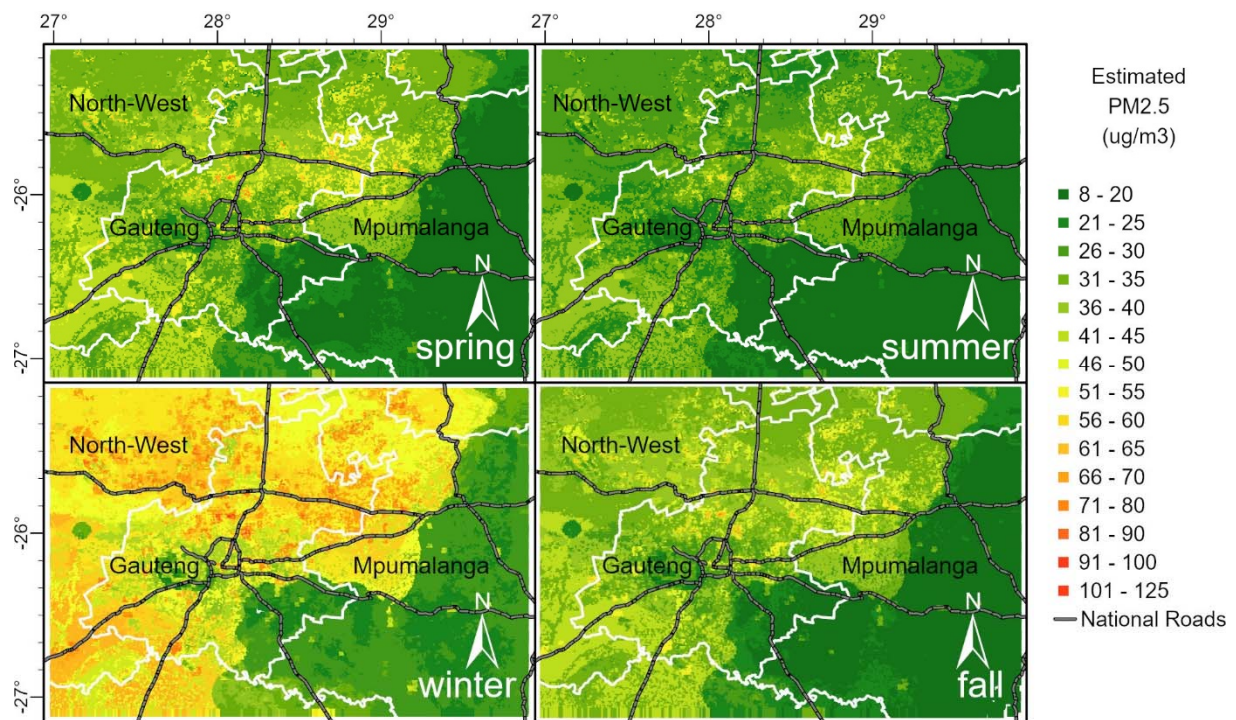 27° 28° 29° 27° 28° 29°
North-West
North-West
-26°
Gauteng
Mpumalanga
Gauteng
Mpumalanga
N
N
-27°
spring
summer
North-West
North-West
-26°
Gauteng
Mpumalanga
Gauteng
Mpumalanga
N
N
-27°
winter
fall
Estimated
PM2.5
(ug/m3)
8 - 20
21 - 25
26 - 30
31 - 35
36 - 40
41 - 45
46 - 50
51 - 55
56 - 60
61 - 65
66 - 70
71 - 80
81 - 90
91 - 100
101 - 125
National Roads